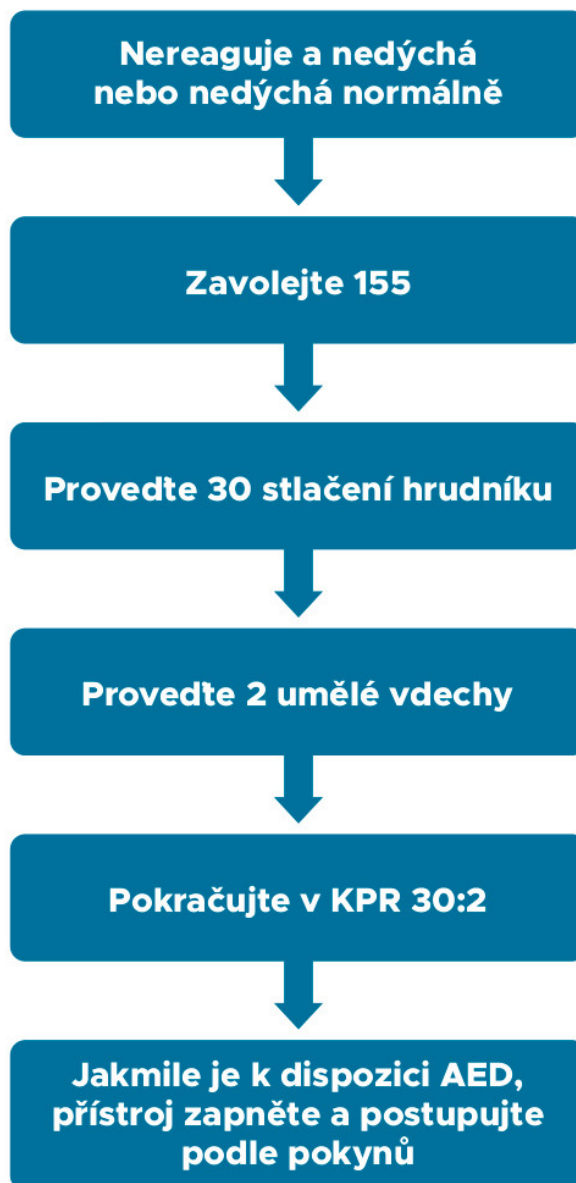 Nereaguje a nedýchá
nebo nedýchá normálně
Zavolejte 155
Proveďte 30 stlačení hrudníku
Proveďte 2 umělé vdechy
Pokračujte v KPR 30:2
Jakmile je k dispozici AED,
přístroj zapněte a postupujte
podle pokynů